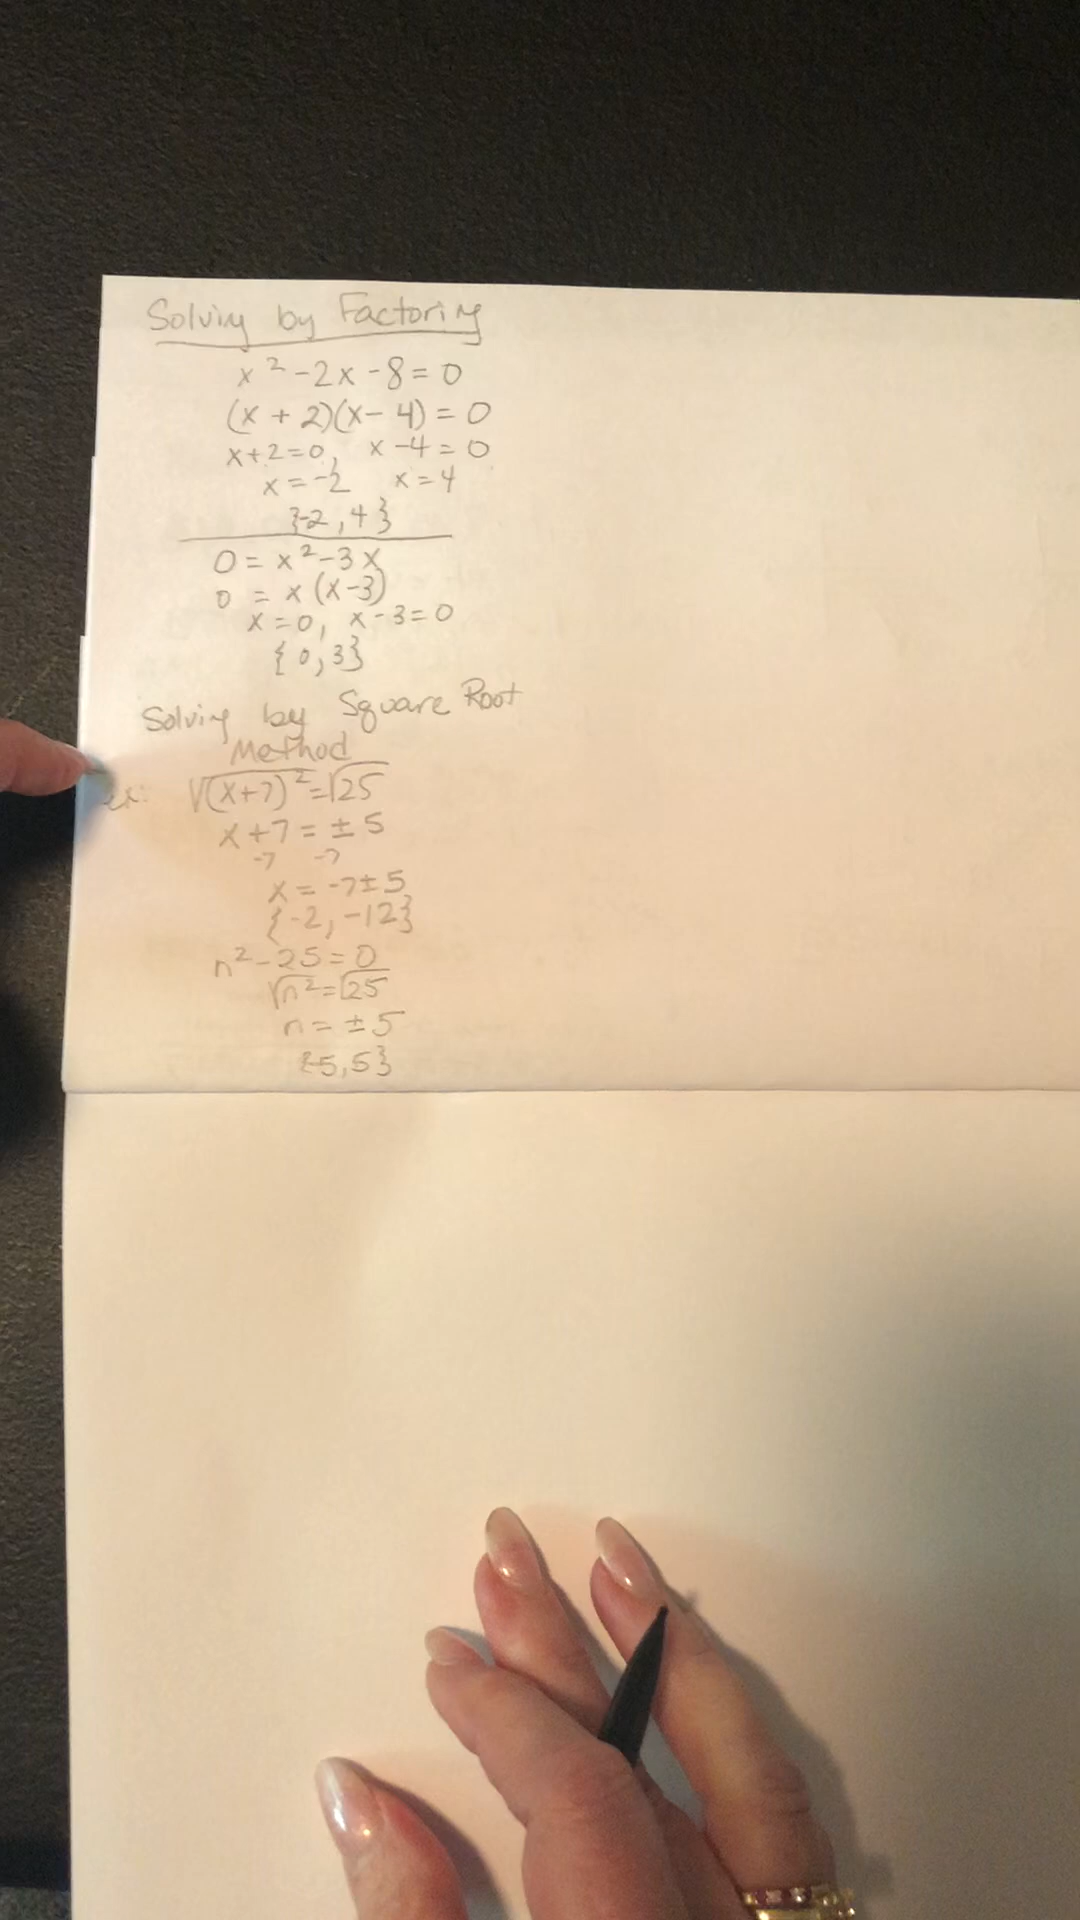 Solving by Factoring
x² - 2x - 8 = 0
(x + 2)(x - 4) = 0
x + 2 = 0, x - 4 = 0
x = -2 x = 4
{-2, 4}
0 = x² - 3x
0 = x(x - 3)
x = 0, x - 3 = 0
{0, 3}
Solving by Square Root
Method
ex: √(x+7)² = √25
x + 7 = ± 5
-7 -7
x = -7 ± 5
{-2, -12}
n² - 25 = 0
√n² = √25
n = ± 5
{-5, 5}